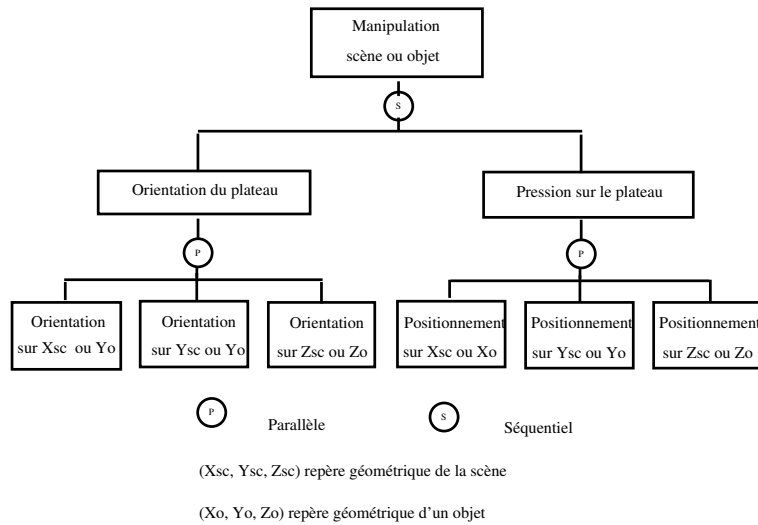 Manipulation
scène ou objet
S
Orientation du plateau
Pression sur le plateau
P
P
Orientation
sur Xsc ou Yo
Orientation
sur Ysc ou Yo
Orientation
sur Zsc ou Zo
Positionnement
sur Xsc ou Xo
Positionnement
sur Ysc ou Yo
Positionnement
sur Zsc ou Zo
P Parallèle
S Séquentiel
(Xsc, Ysc, Zsc) repère géométrique de la scène
(Xo, Yo, Zo) repère géométrique d'un objet